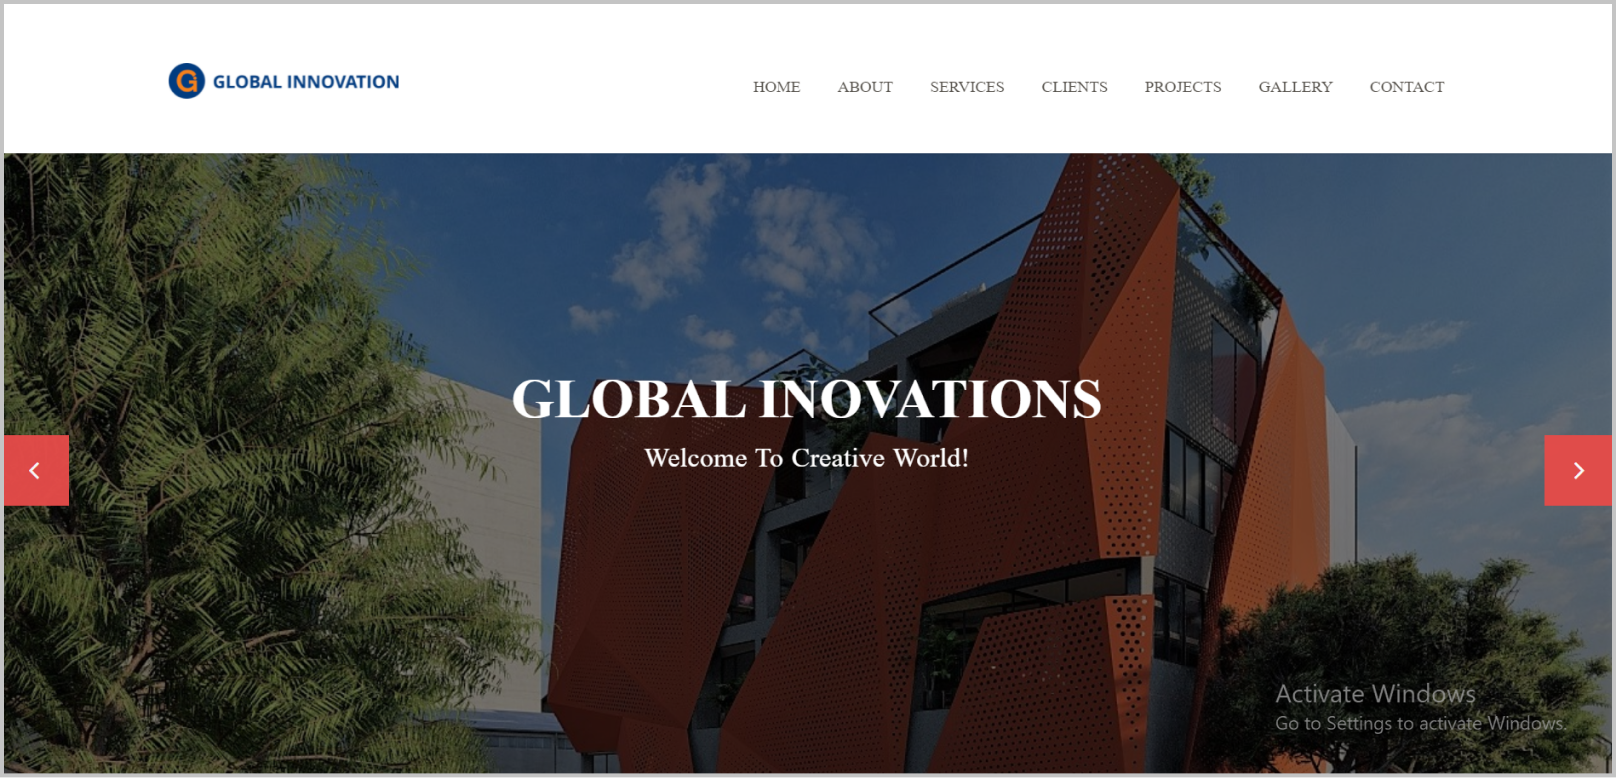 GLOBAL INNOVATION
HOME ABOUT SERVICES CLIENTS PROJECTS GALLERY CONTACT
GLOBAL INOVATIONS
Welcome To Creative World!
Activate Windows
Go to Settings to activate Windows.